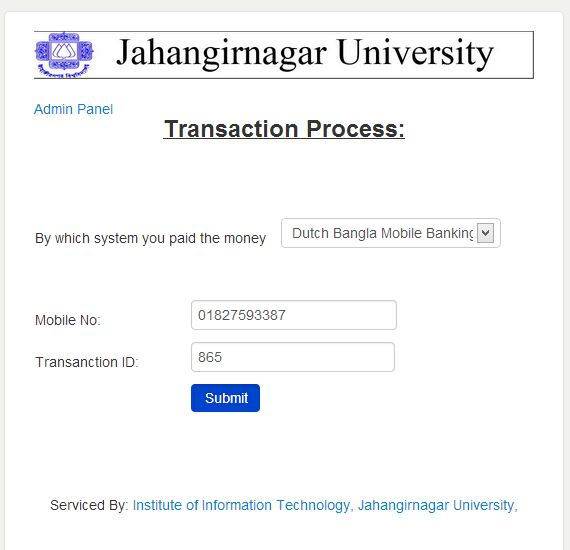 Jahangirnagar University
Admin Panel
Transaction Process:
By which system you paid the money Dutch Bangla Mobile Banking
Mobile No: 01827593387
Transanction ID: 865
Submit
Serviced By: Institute of Information Technology, Jahangirnagar University,